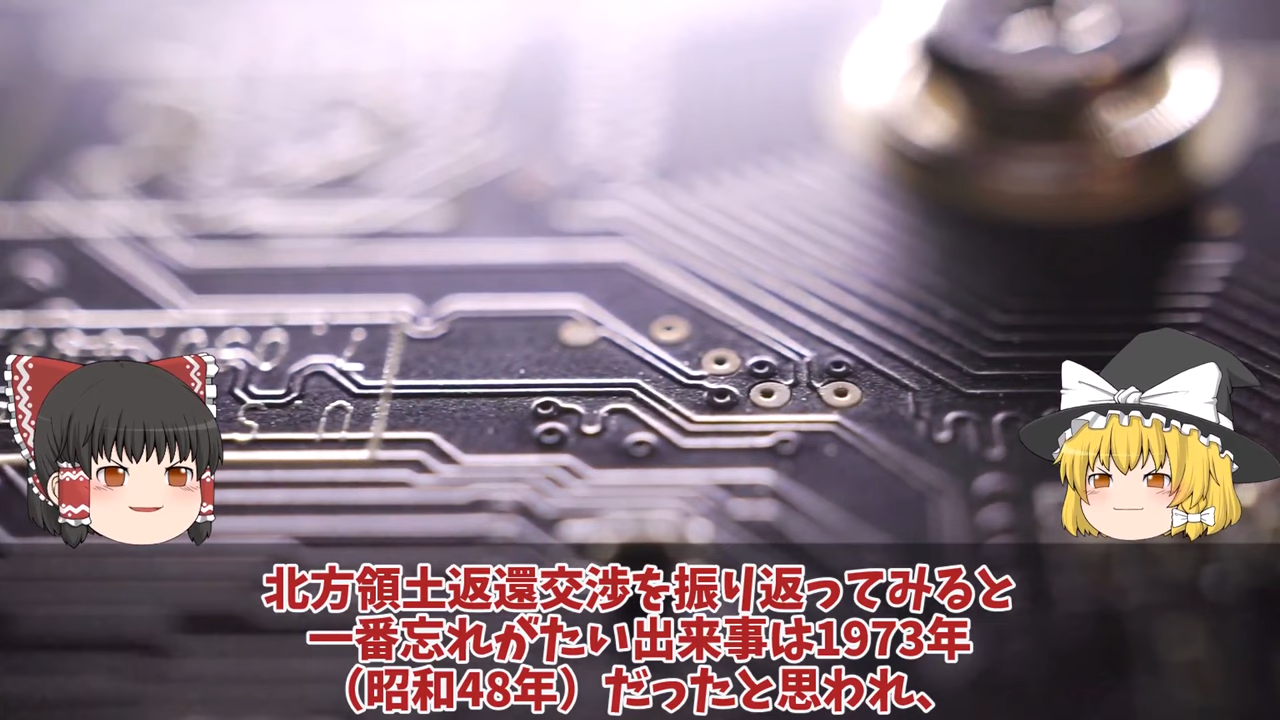 北方領土返還交渉を振り返ってみると
一番忘れがたい出来事は1973年
（昭和48年）だったと思われ、